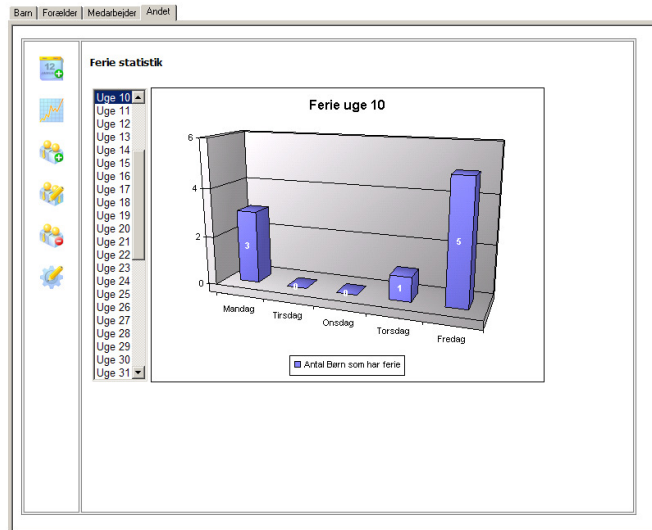 Barn Forælder Medarbejder Andet
12
Ferie statistik
Uge 10
Uge 11
Uge 12
Uge 13
Uge 14
Uge 15
Uge 16
Uge 17
Uge 18
Uge 19
Uge 20
Uge 21
Uge 22
Uge 23
Uge 24
Uge 25
Uge 26
Uge 27
Uge 28
Uge 29
Uge 30
Uge 31
Ferie uge 10
6
4
2
0
3
0
0
1
5
Mandag
Tirsdag
Onsdag
Torsdag
Fredag
Antal Børn som har ferie